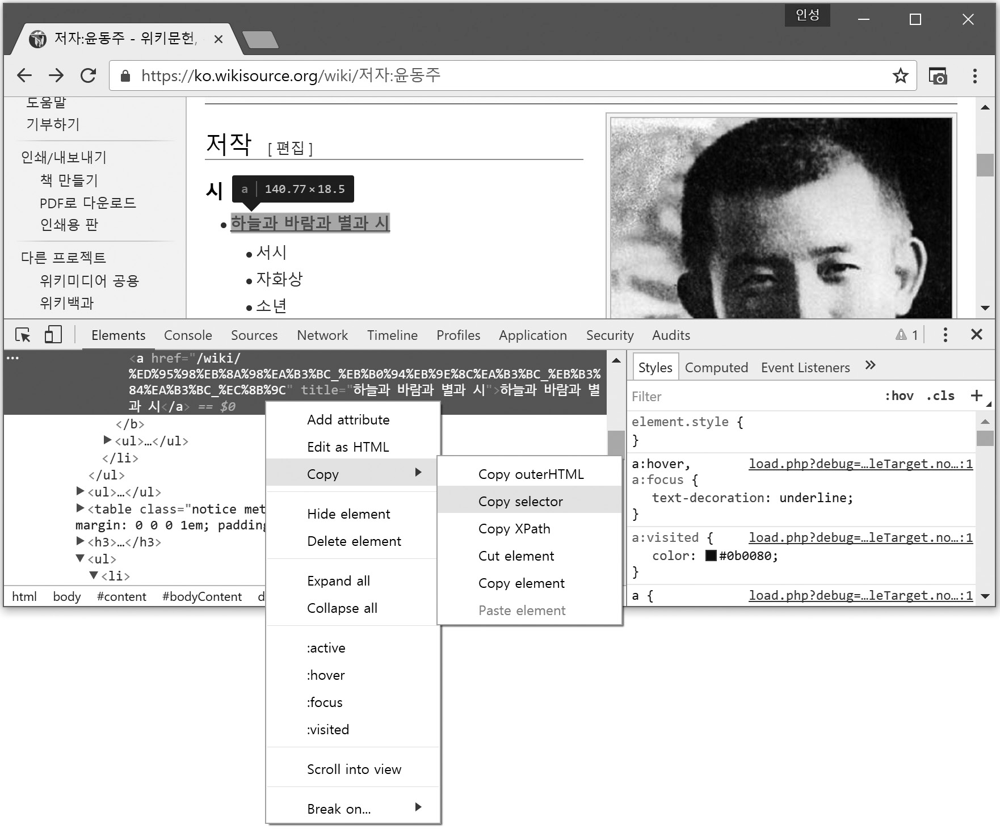 인성
저자:윤동주 - 위키문헌,
https://ko.wikisource.org/wiki/저자:윤동주
도움말
기부하기
인쇄/내보내기
책 만들기
PDF로 다운로드
인쇄용 판
다른 프로젝트
위키미디어 공용
위키백과
저작 [ 편집 ]
시
a 140.77 × 18.5
하늘과 바람과 별과 시
서시
자화상
소년
Elements Console Sources Network Timeline Profiles Application Security Audits 1
<a href="/wiki/
%ED%95%98%EB%8A%98%EA%B3%BC_%EB%B0%94%EB%9E%8C%EA%B3%BC_%EB%B3%
84%EA%B3%BC_%EC%8B%9C" title="하늘과 바람과 별과 시">하늘과 바람과 별
과 시</a> == $0
</b>
<ul>…</ul>
</li>
</ul>
<ul>…</ul>
<table class="notice met
margin: 0 0 0 1em; padding
<h3>…</h3>
<ul>
<li>
html body #content #bodyContent d
Add attribute
Edit as HTML
Copy
Hide element
Delete element
Expand all
Collapse all
:active
:hover
:focus
:visited
Scroll into view
Break on...
Copy outerHTML
Copy selector
Copy XPath
Cut element
Copy element
Paste element
Styles Computed Event Listeners »
Filter :hov .cls +
element.style {
}
a:hover, load.php?debug=…leTarget.no…:1
a:focus {
text-decoration: underline;
}
a:visited { load.php?debug=…leTarget.no…:1
color: #0b0080;
}
a { load.php?debug=…leTarget.no…:1